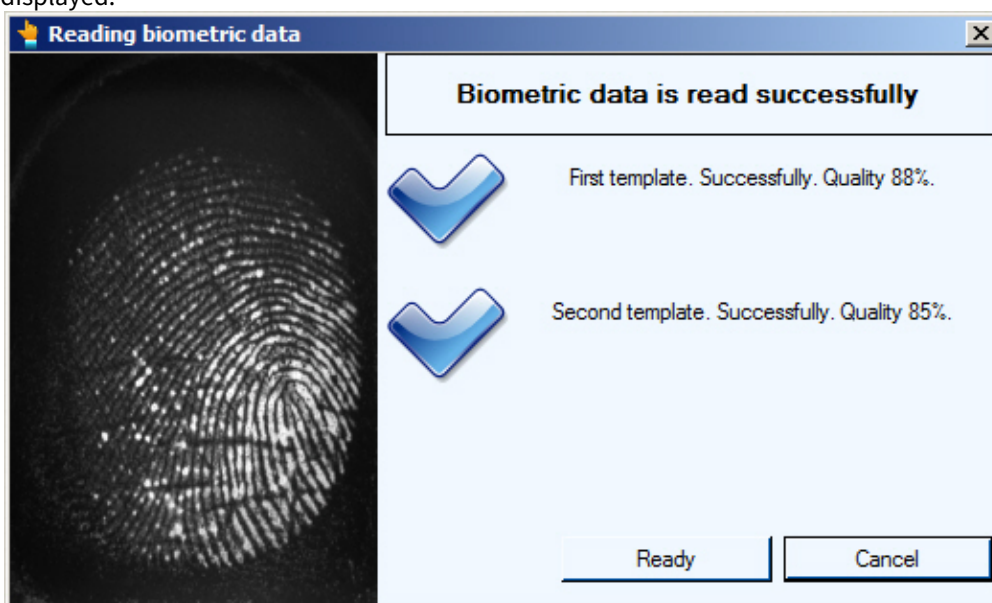 displayed.
Reading biometric data
Biometric data is read successfully
First template. Successfully. Quality 88%.
Second template. Successfully. Quality 85%.
Ready
Cancel